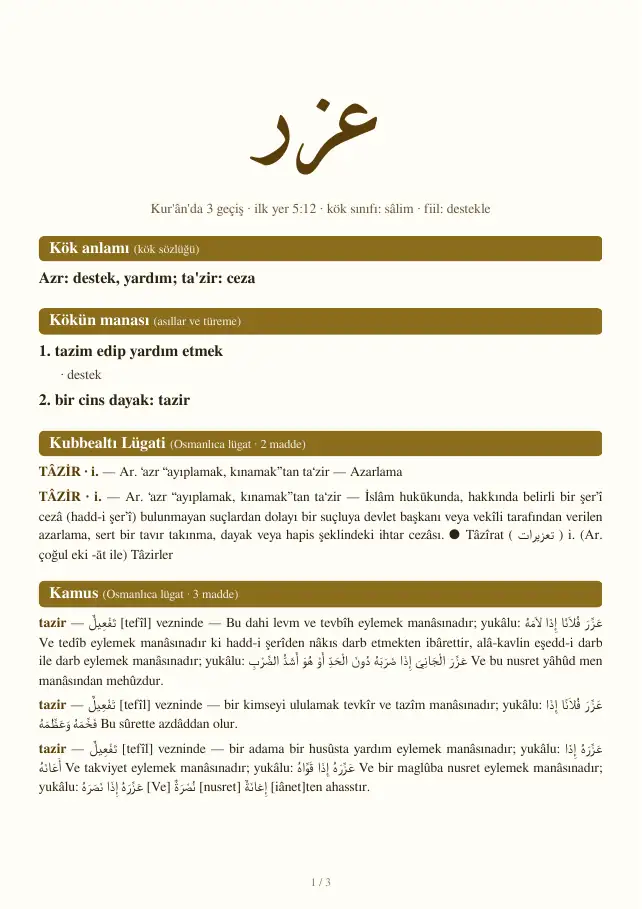 عزر
Kur'ân'da 3 geçiş · ilk yer 5:12 · kök sınıfı: sâlim · fiil: destekle
Kök anlamı (kök sözlüğü)
Azr: destek, yardım; ta'zir: ceza
Kökün manası (asıllar ve türeme)
1. tazim edip yardım etmek
· destek
2. bir cins dayak: tazir
Kubbealtı Lügati (Osmanlıca lügat · 2 madde)
TÂZİR · i. — Ar. ‘azr “ayıplamak, kınamak”tan ta‘zir — Azarlama
TÂZİR · i. — Ar. ‘azr “ayıplamak, kınamak”tan ta‘zir — İslâm hukūkunda, hakkında belirli bir şer’î
cezâ (hadd-i şer’î) bulunmayan suçlardan dolayı bir suçluya devlet başkanı veya vekîli tarafından verilen
azarlama, sert bir tavır takınma, dayak veya hapis şeklindeki ihtar cezâsı. ● Tâzîrat ( تعزيرات ) i. (Ar.
çoğul eki -āt ile) Tâzirler
Kamus (Osmanlıca lügat · 3 madde)
tazir — تَفْعِيلٌ [tefîl] vezninde — Bu dahi levm ve tevbîh eylemek manâsınadır; yukâlu: عَزَّرَ فُلَانًا إِذَا لاَمَهُ
Ve tedîb eylemek manâsınadır ki hadd-i şerîden nâkıs darb etmekten ibârettir, alâ-kavlin eşedd-i darb
ile darb eylemek manâsınadır; yukâlu: عَزَّرَ الْجَانِيَ إِذَا ضَرَبَهُ دُونَ الْحَدِّ أَوْ هُوَ أَشَدُّ الضَّرْبِ Ve bu nusret yâhûd men
manâsından mehûzdur.
tazir — تَفْعِيلٌ [tefîl] vezninde — bir kimseyi ululamak tevkîr ve tazîm manâsınadır; yukâlu: عَزَّرَ فُلَانًا إِذَا
فَخَّمَهُ وَعَظَّمَهُ Bu sûrette azdâddan olur.
tazir — تَفْعِيلٌ [tefîl] vezninde — bir adama bir husûsta yardım eylemek manâsınadır; yukâlu: عَزَّرَهُ إِذَا
أَعَانَهُ Ve takviyet eylemek manâsınadır; yukâlu: عَزَّرَهُ إِذَا قَوَّاهُ Ve bir maglûba nusret eylemek manâsınadır;
yukâlu: عَزَّرَهُ إِذَا نَصَرَهُ [Ve] نُصْرَةٌ [nusret] إِعَانَةٌ [iânet]ten ahasstır.
1 / 3